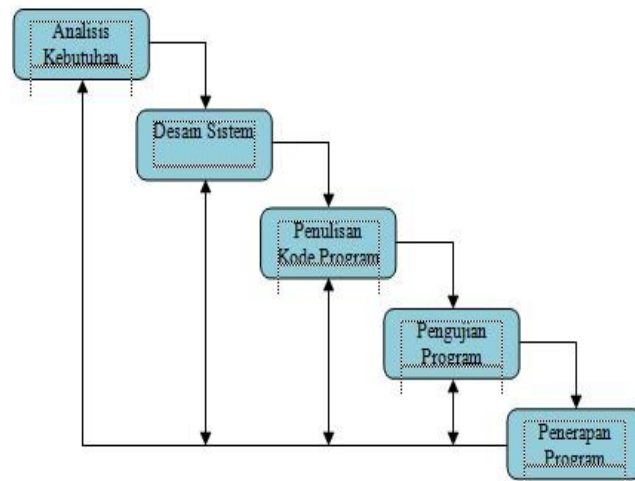 Analisis
Kebutuhan
Desain Sistem
Penulisan
Kode Program
Pengujian
Program
Penerapan
Program